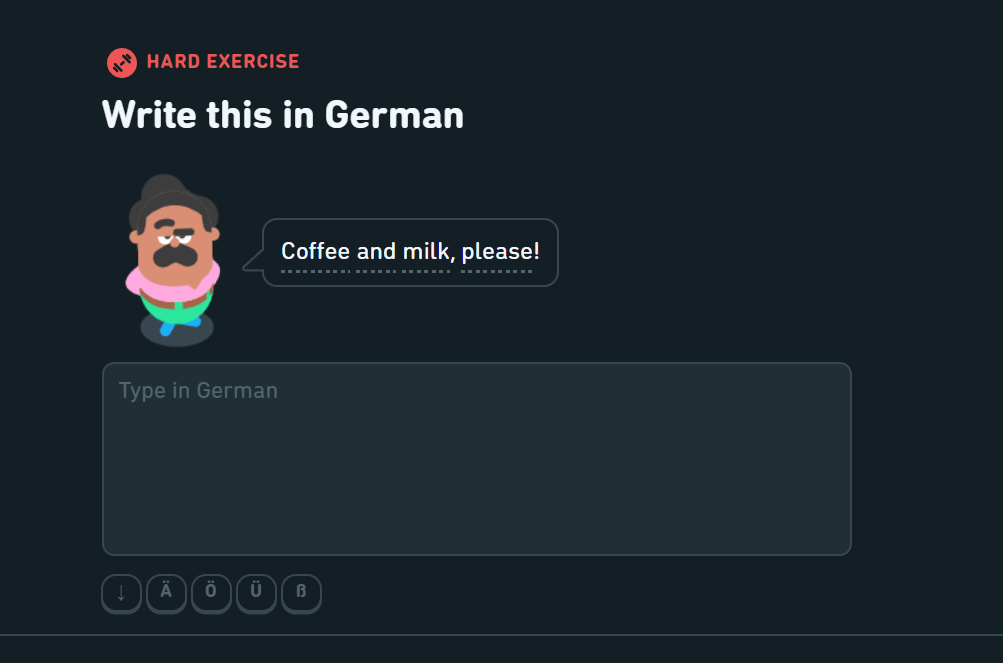 HARD EXERCISE
Write this in German
Coffee and milk, please!
Type in German
↓ Ä Ö Ü ß